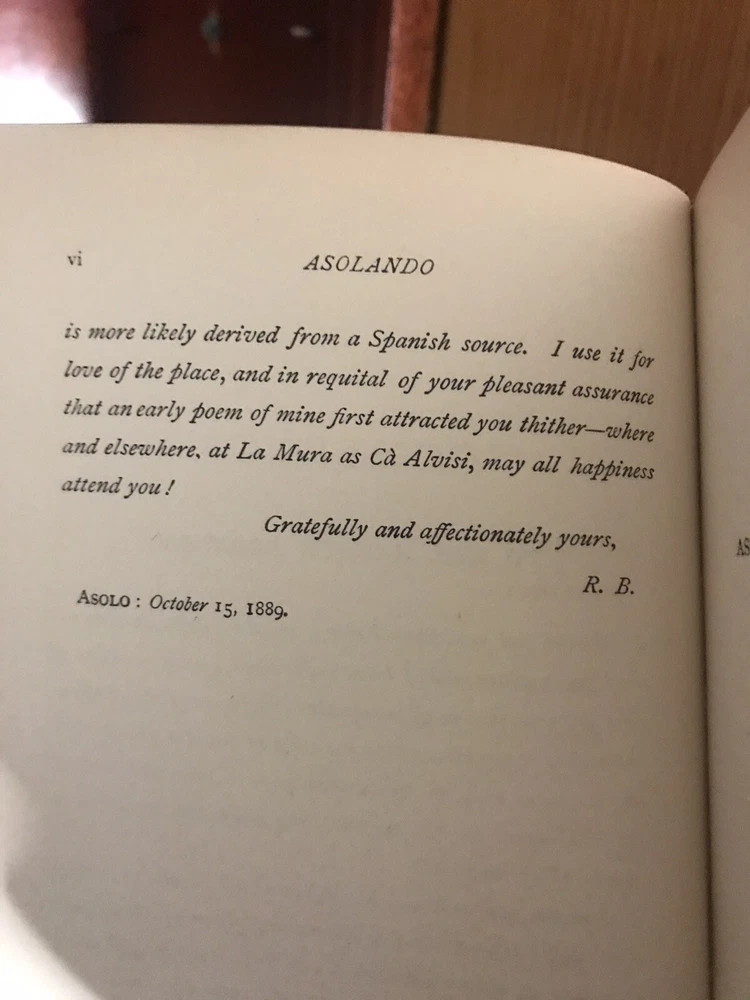 vi ASOLANDO
is more likely derived from a Spanish source. I use it for
love of the place, and in requital of your pleasant assurance
that an early poem of mine first attracted you thither—where
and elsewhere, at La Mura as Cà Alvisi, may all happiness
attend you!
Gratefully and affectionately yours,
R. B.
ASOLO: October 15, 1889.
AS